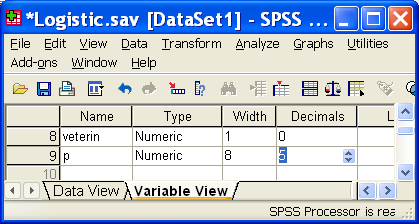 *Logistic.sav [DataSet1] - SPSS ...
File Edit View Data Transform Analyze Graphs Utilities
Add-ons Window Help
Name Type Width Decimals L
8 veterin Numeric 1 0
9 p Numeric 8 5
10
Data View Variable View
SPSS Processor is rea